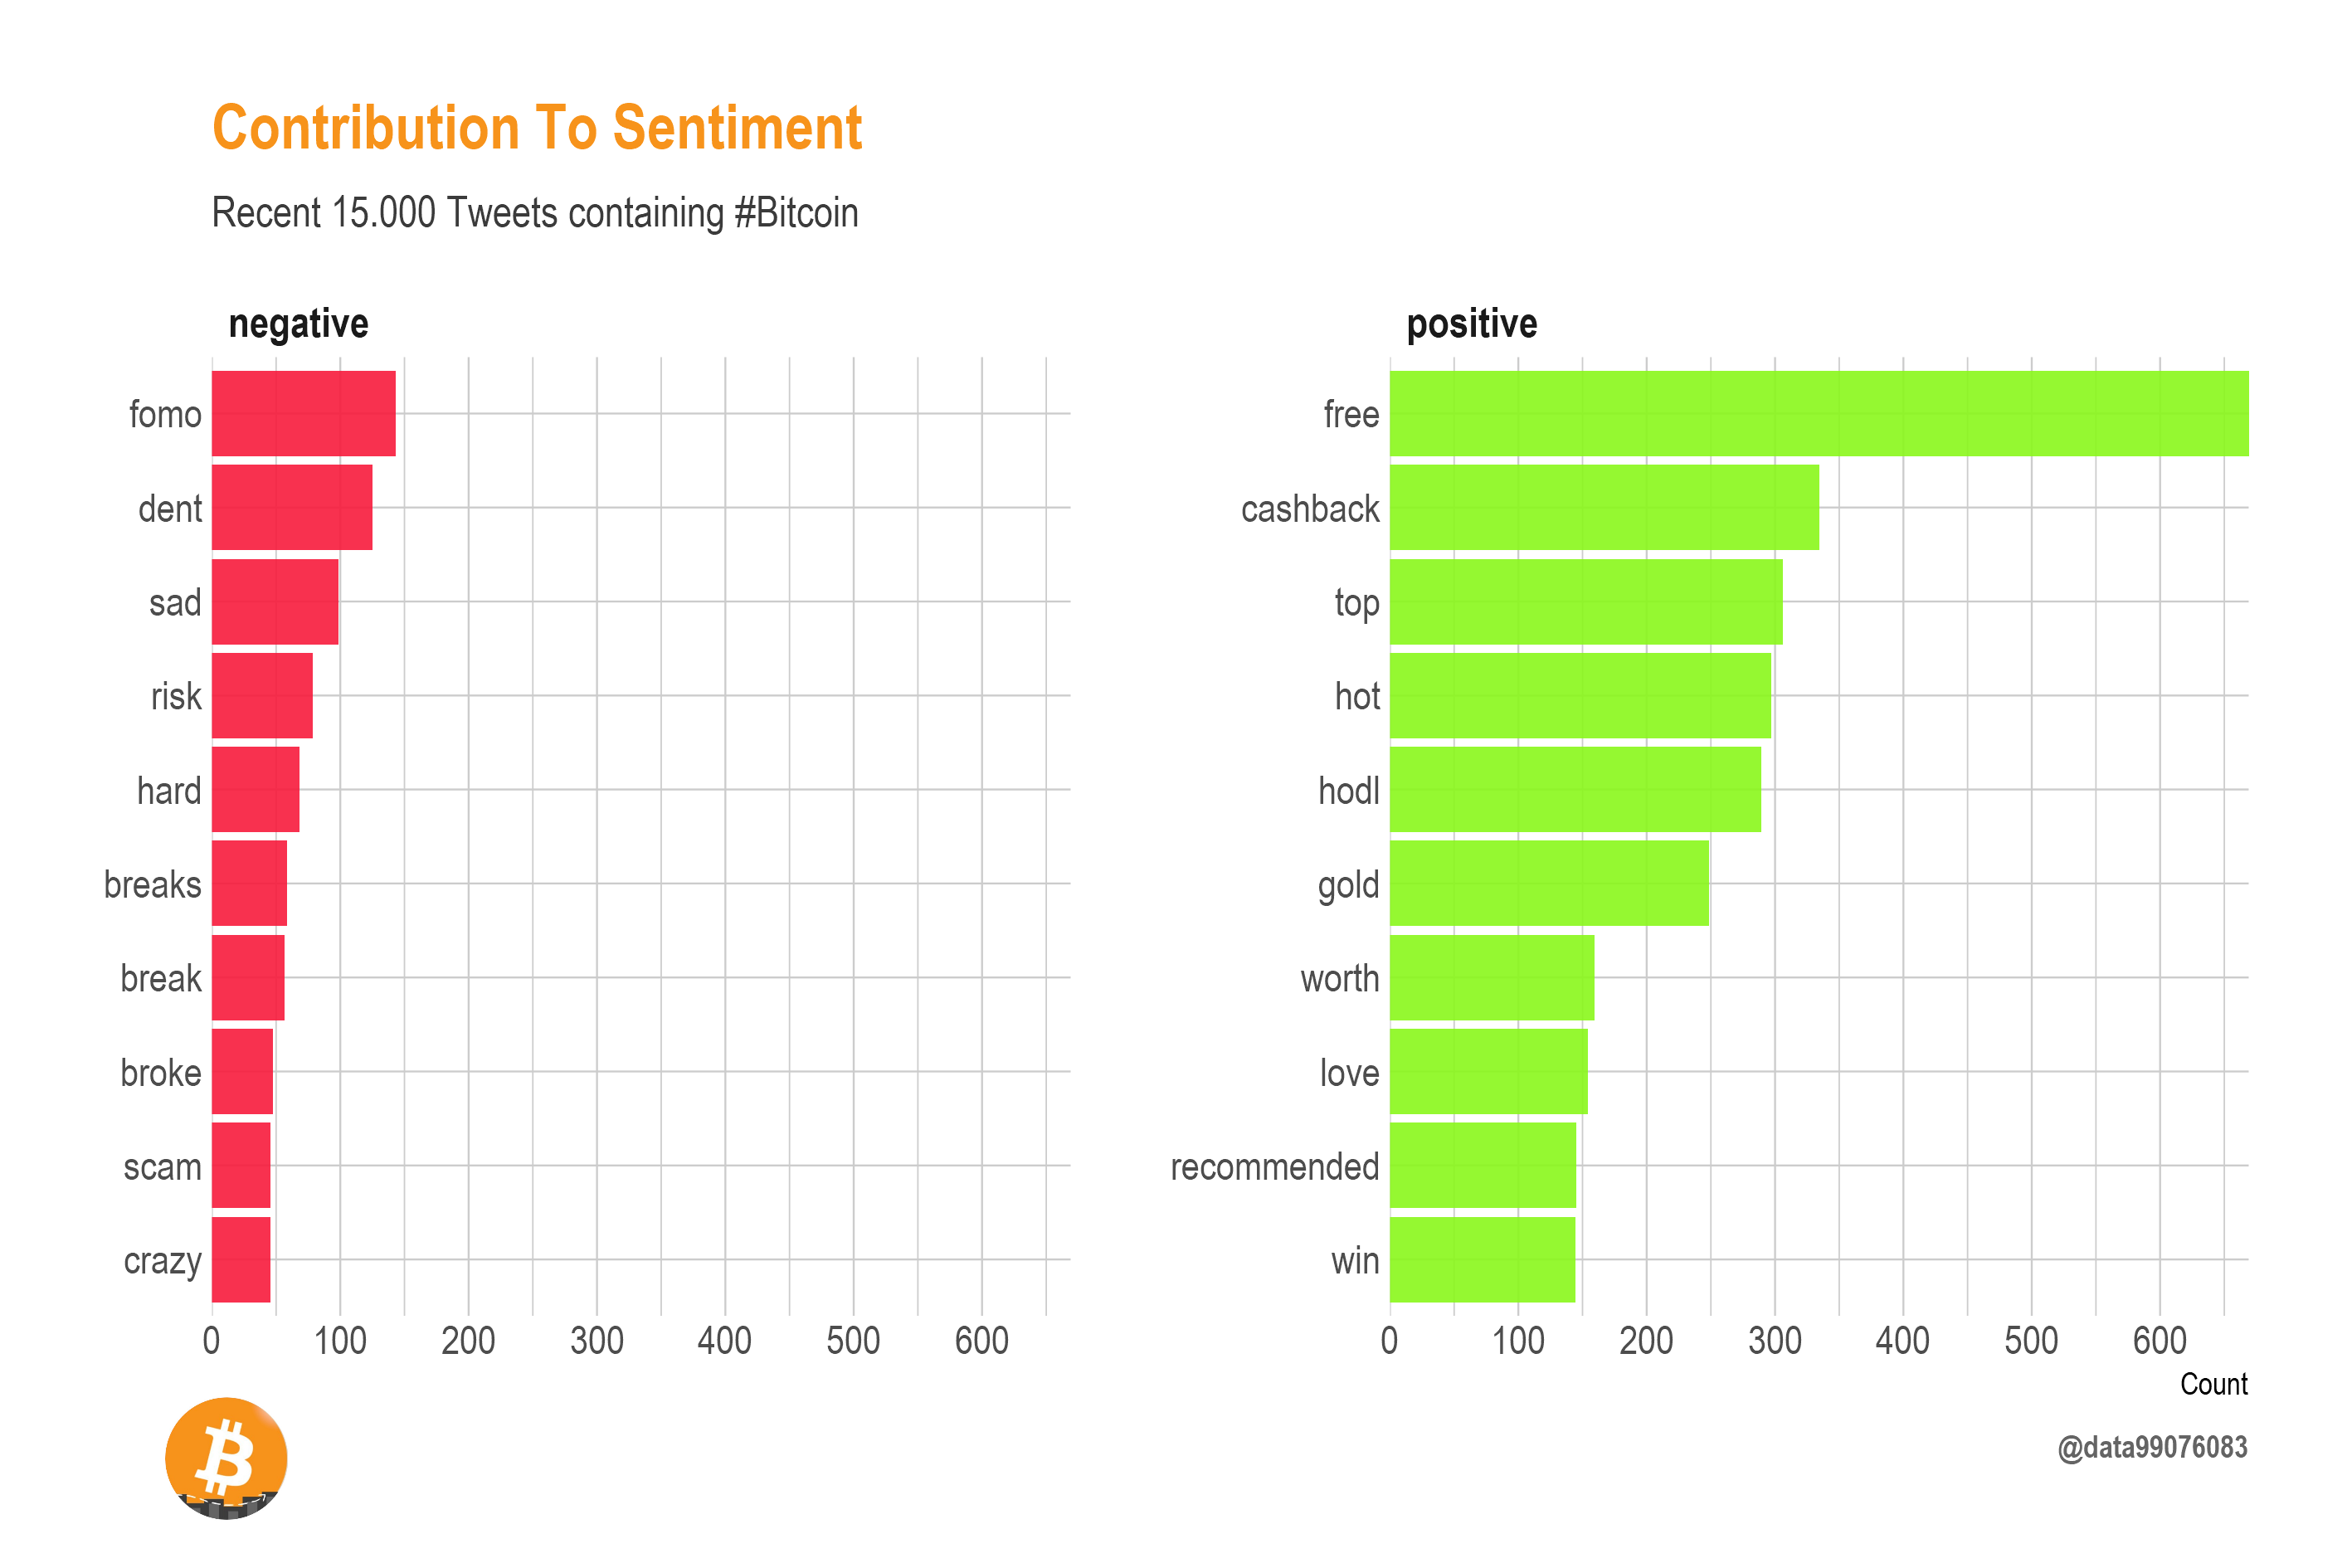 Contribution To Sentiment
Recent 15.000 Tweets containing #Bitcoin
negative
fomo
dent
sad
risk
hard
breaks
break
broke
scam
crazy
0 100 200 300 400 500 600
positive
free
cashback
top
hot
hodl
gold
worth
love
recommended
win
0 100 200 300 400 500 600
Count
@data99076083